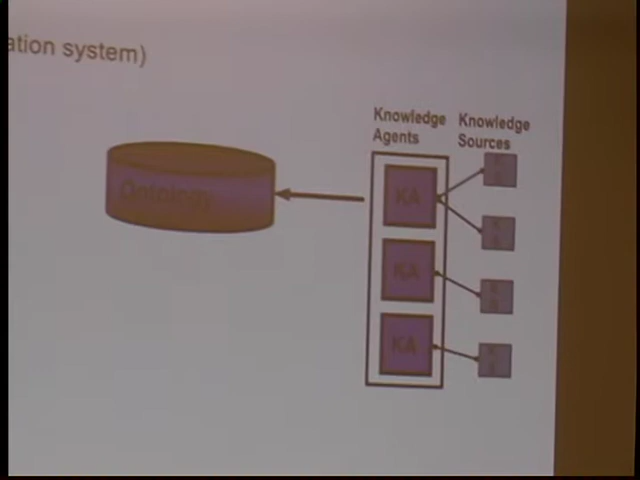 ation system)
Knowledge
Agents
Knowledge
Sources
Ontology
KA
KA
KA